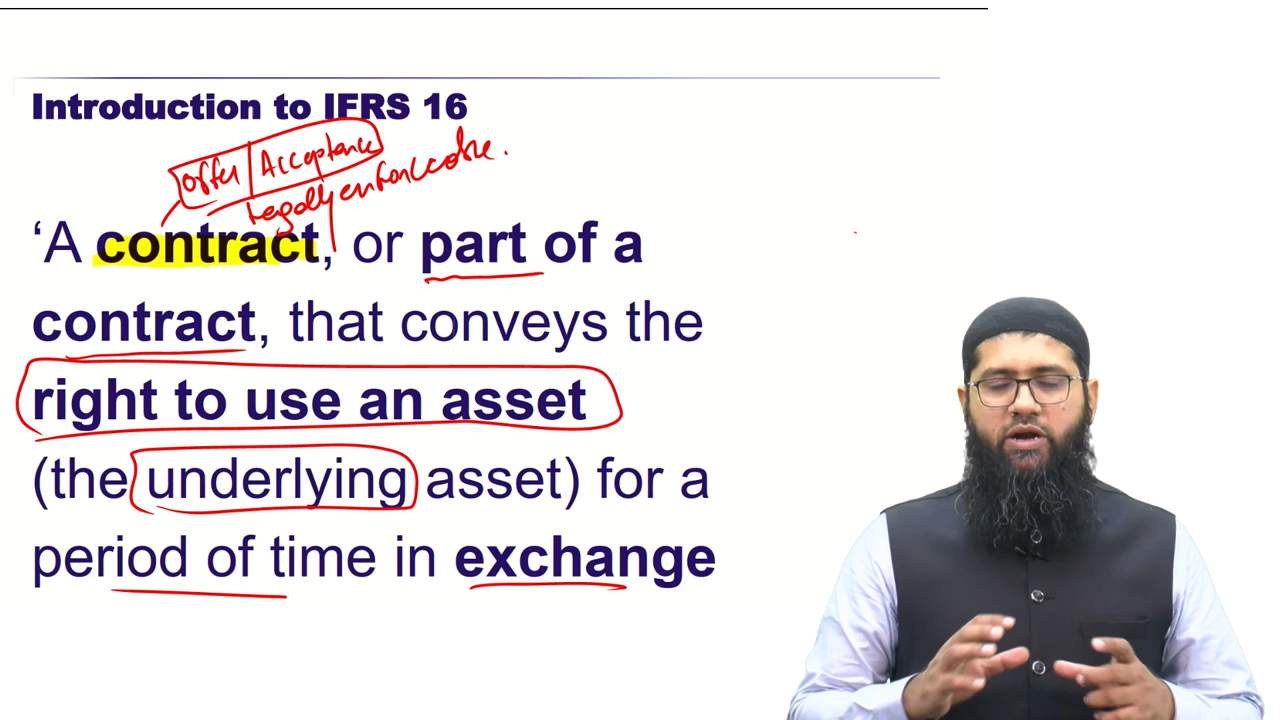 Introduction to IFRS 16
offer | Acceptance
legally enforceable.
‘A contract, or part of a
contract, that conveys the
right to use an asset
(the underlying asset) for a
period of time in exchange